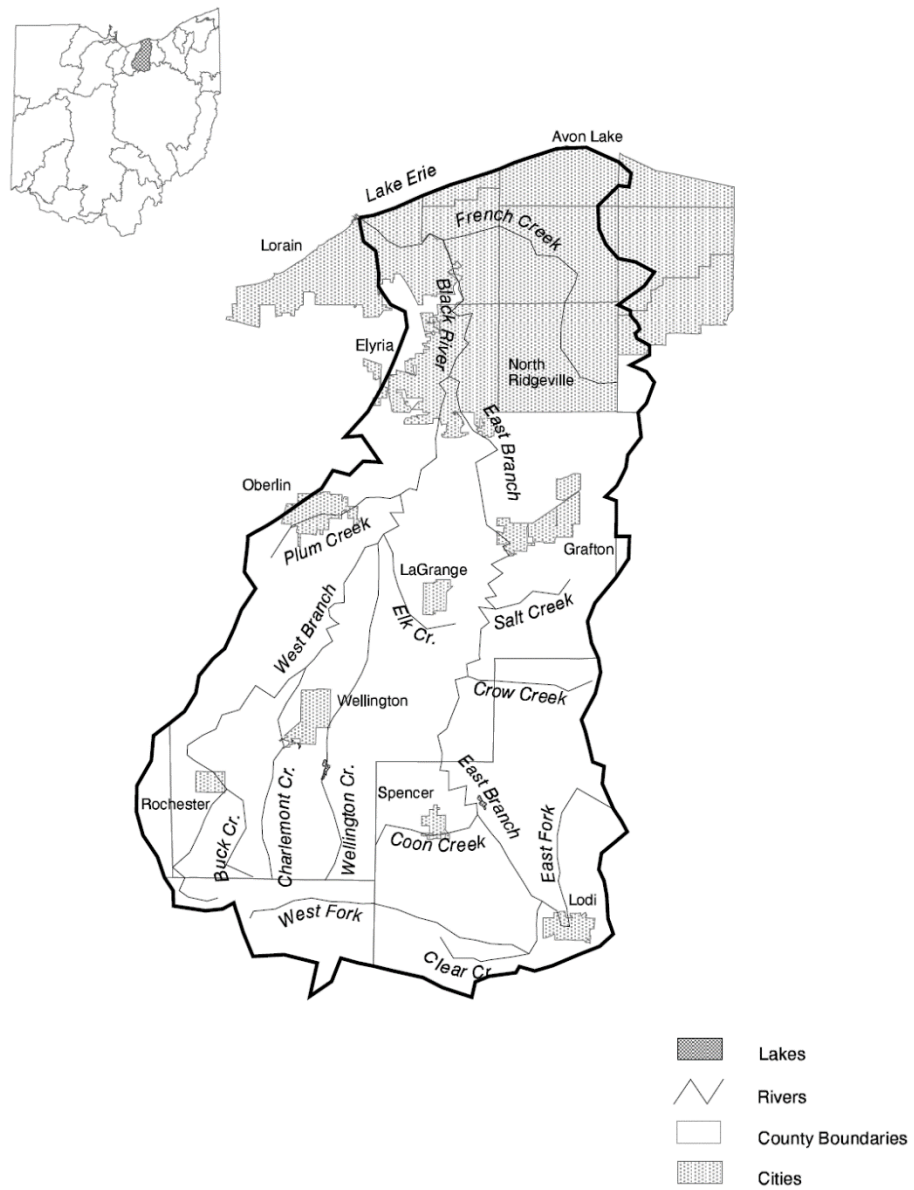 Avon Lake
Lake Erie
French Creek
Lorain
Black River
Elyria
North
Ridgeville
East Branch
Oberlin
Plum Creek
Grafton
LaGrange
Elk Cr.
Salt Creek
West Branch
Crow Creek
Wellington
East Branch
Spencer
Rochester
Buck Cr.
Charlemont Cr.
Wellington Cr.
Coon Creek
East Fork
Lodi
West Fork
Clear Cr.
Lakes
Rivers
County Boundaries
Cities